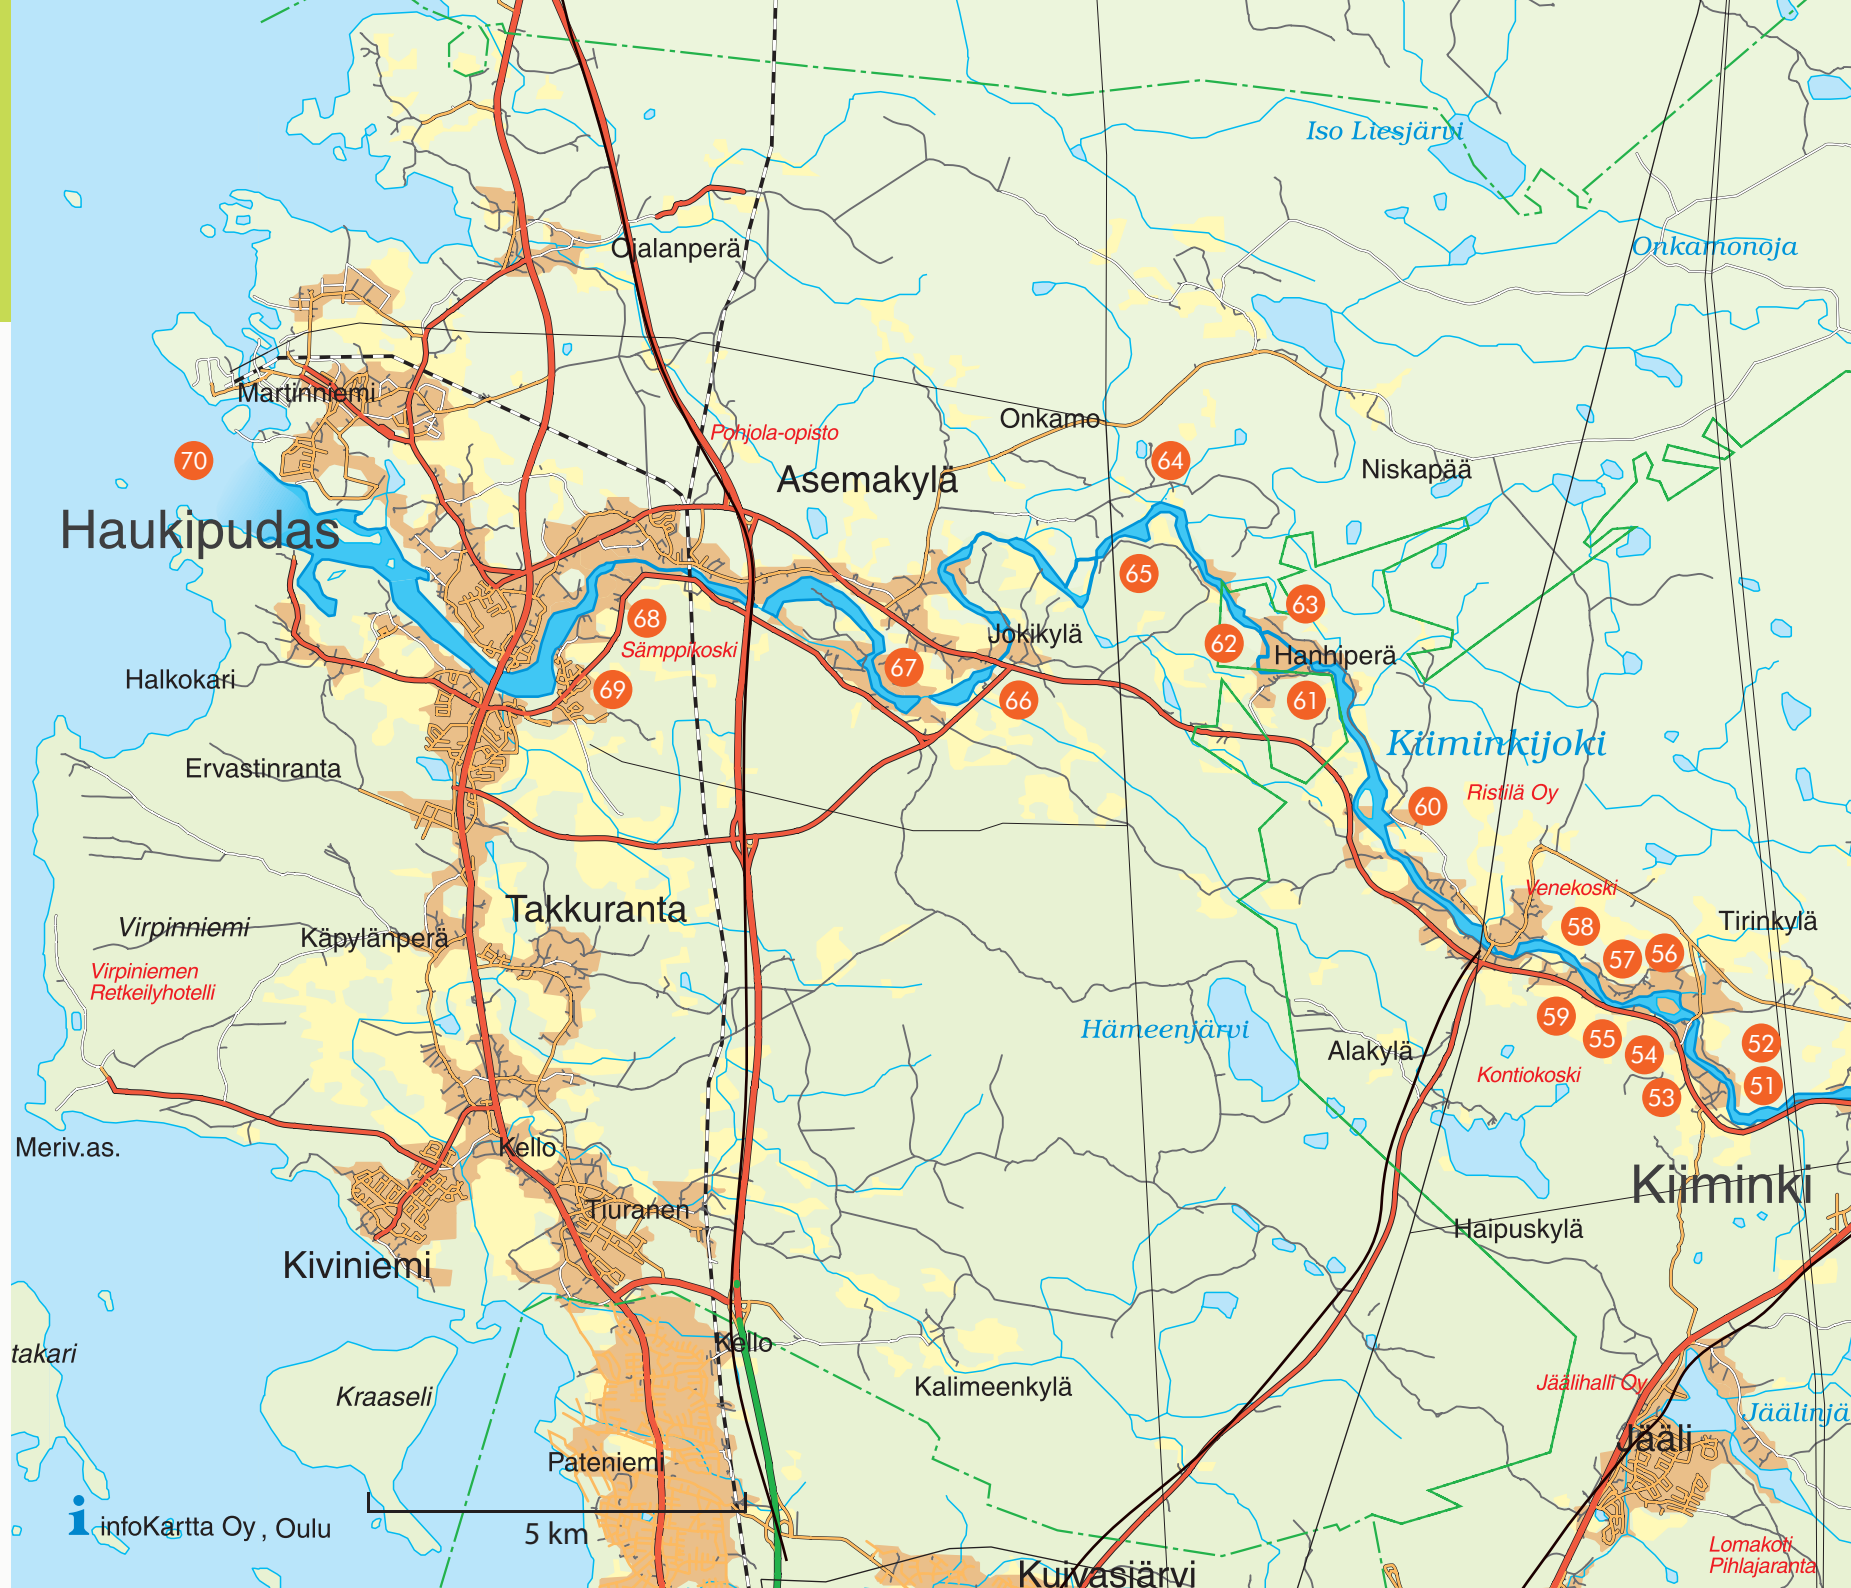 Iso Liesjärvi
Onkamonoja
Ojalanperä
Martinniemi
Onkamo
Pohjola-opisto
70
64
Asemakylä
Niskapää
Haukipudas
65
63
68
Jokikylä
62
Sämppikoski
Hanhiperä
67
Halkokari
69
66
61
Kiiminkijoki
Ervastinranta
Ristilä Oy
60
Venekoski
Takkuranta
Tirinkylä
Virpinniemi
58
Käpylänperä
57
56
Virpiniemen
Retkeilyhotelli
59
Hämeenjärvi
55
52
Alakylä
54
Kontiokoski
51
53
Meriv.as.
Kello
Kiiminki
Tiuranen
Haipuskylä
Kiviniemi
Kello
takari
Kraaseli
Kalimeenkylä
Jäälihalli Oy
Jäälinjä
Jääli
Pateniemi
infoKartta Oy , Oulu
5 km
Lomakoti
Pihlajaranta
Kuivasjärvi